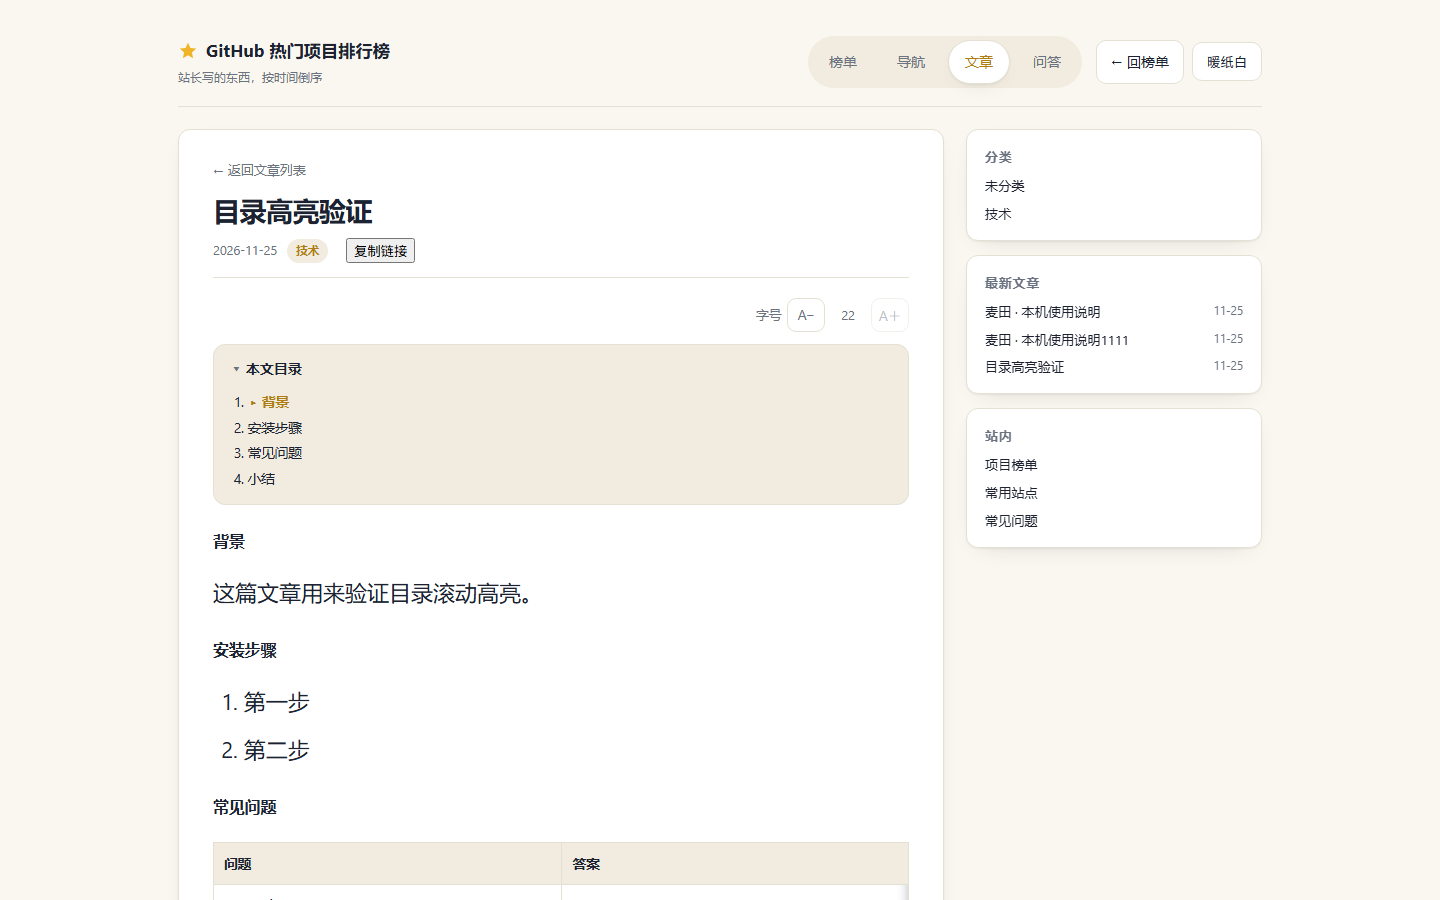 GitHub 热门项目排行榜
站长写的东西，按时间倒序
榜单 导航 文章 问答 ← 回榜单 暖纸白
← 返回文章列表
目录高亮验证
2026-11-25 技术 复制链接
字号 A− 22 A+
▾ 本文目录
1. ▸ 背景
2. 安装步骤
3. 常见问题
4. 小结
背景
这篇文章用来验证目录滚动高亮。
安装步骤
1. 第一步
2. 第二步
常见问题
问题 答案
分类
未分类
技术
最新文章
麦田 · 本机使用说明 11-25
麦田 · 本机使用说明1111 11-25
目录高亮验证 11-25
站内
项目榜单
常用站点
常见问题